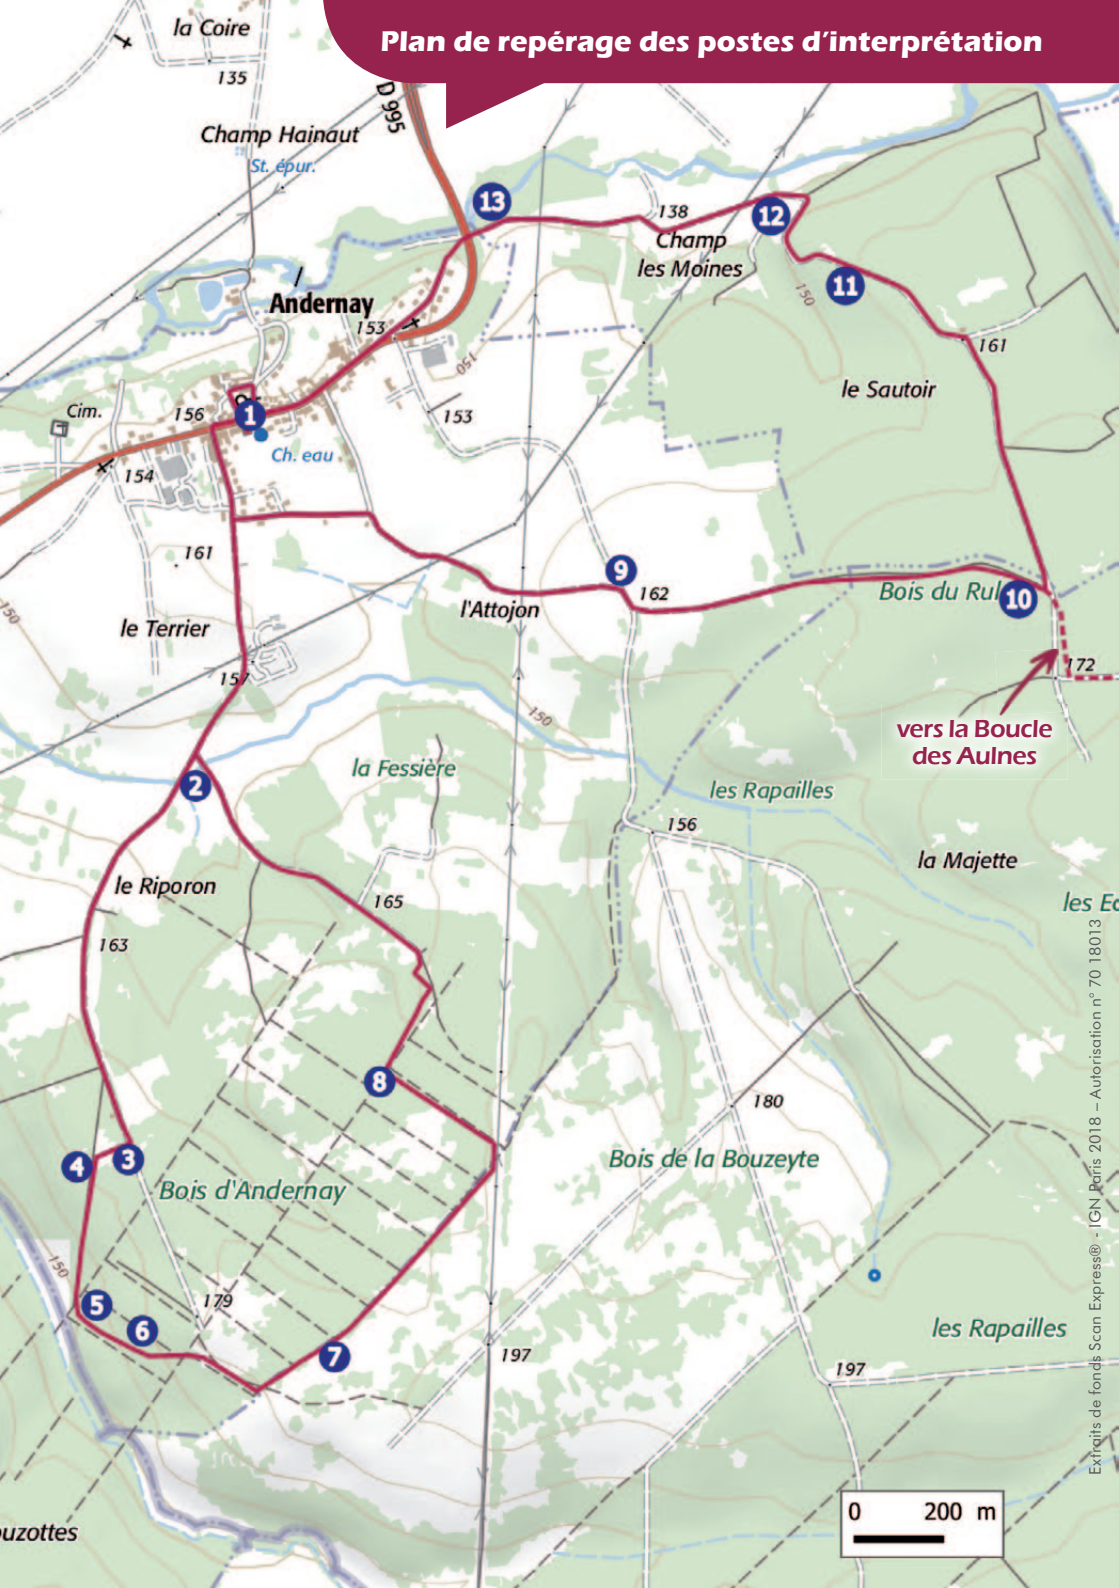 Plan de repérage des postes d’interprétation
la Coire
135
D 995
Champ Hainaut
St. épur.
13
138
12
Champ
les Moines
11
150
Andernay
153
150
161
le Sautoir
Cim.
156
1
153
Ch. eau
154
161
9
162
l'Attojon
Bois du Rul
10
150
le Terrier
157
172
vers la Boucle
des Aulnes
150
la Fessière
2
les Rapailles
156
la Majette
le Riporon
165
les Ec
163
8
180
4
3
Bois d'Andernay
Bois de la Bouzeyte
150
5
179
6
7
197
les Rapailles
197
uzottes
0 200 m
Extraits de fonds Scan Express® - IGN Paris 2018 – Autorisation n° 70 18013